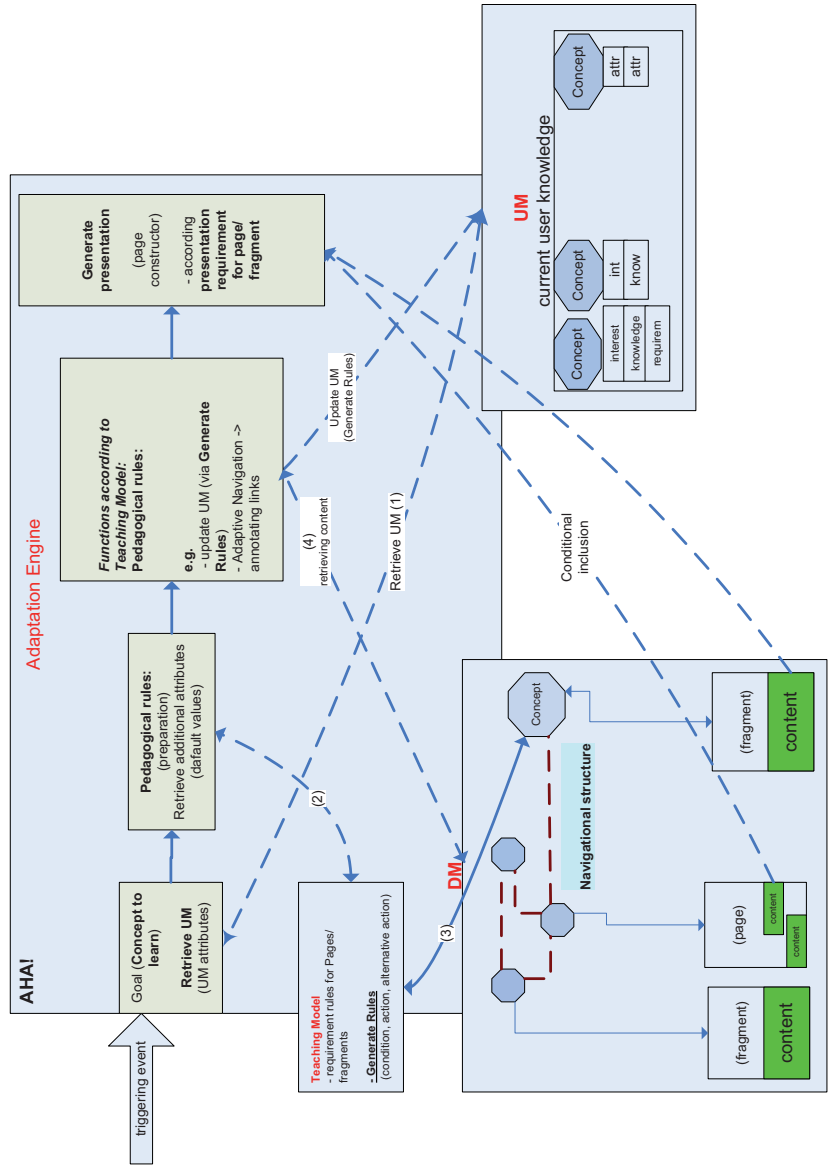 AHA!
Adaptation Engine
triggering event
Goal (Concept to
learn)
Retrieve UM
(UM attributes)
Pedagogical rules:
(preparation)
Retrieve additional attributes
(dafault values)
Functions according to
Teaching Model:
Pedagogical rules:
e.g.
- update UM (via Generate
Rules)
- Adaptive Navigation ->
annotating links
Generate
presentation
(page
constructor)
- according
presentation
requirement
for page/
fragment
(2)
(4)
retrieving content
Update UM
(Generate Rules)
Retrieve UM (1)
Teaching Model
- requirement rules for Pages/
fragments
- Generate Rules
(condition, action, alternative action)
(3)
DM
Concept
Navigational structure
Conditional
inclusion
(fragment)
content
(page)
content
content
(fragment)
content
UM
current user knowledge
Concept
interest
knowledge
requirem
Concept
int
know
Concept
attr
attr